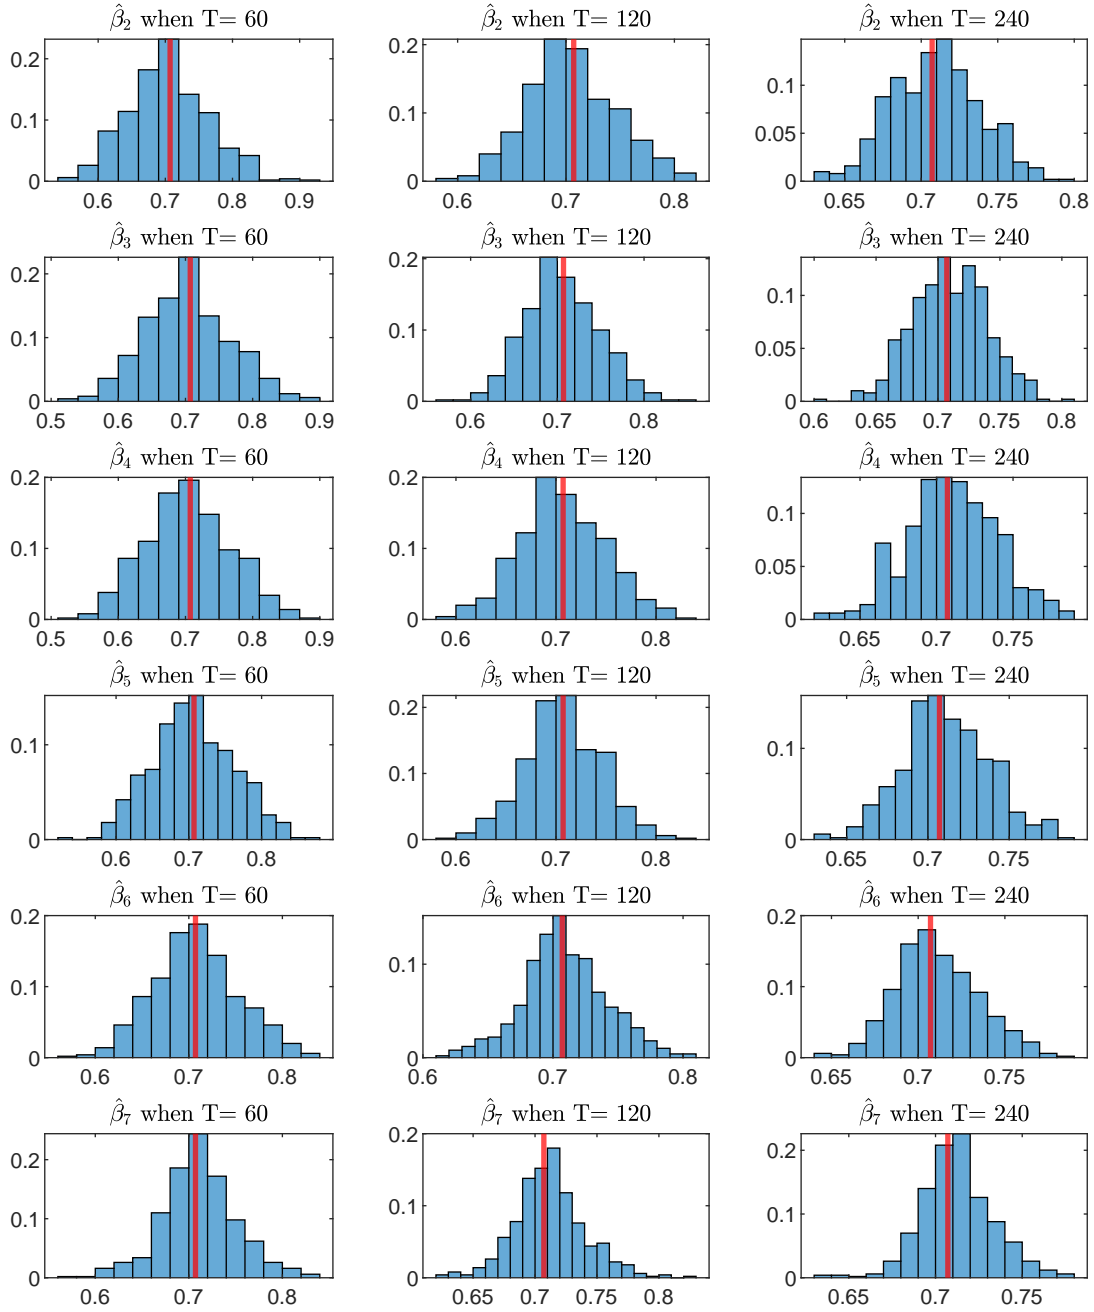 β̂₂ when T= 60 β̂₂ when T= 120 β̂₂ when T= 240
0.2 0.2 0.1
0.1 0.1 0.05
0 0 0
0.6 0.7 0.8 0.9 0.6 0.7 0.8 0.65 0.7 0.75 0.8
β̂₃ when T= 60 β̂₃ when T= 120 β̂₃ when T= 240
0.2 0.2 0.1
0.1 0.1 0.05
0 0 0
0.5 0.6 0.7 0.8 0.9 0.6 0.7 0.8 0.6 0.65 0.7 0.75 0.8
β̂₄ when T= 60 β̂₄ when T= 120 β̂₄ when T= 240
0.2 0.2 0.1
0.1 0.1 0.05
0 0 0
0.5 0.6 0.7 0.8 0.9 0.6 0.7 0.8 0.65 0.7 0.75
β̂₅ when T= 60 β̂₅ when T= 120 β̂₅ when T= 240
0.1 0.2 0.1
0.1
0 0 0
0.6 0.7 0.8 0.6 0.7 0.8 0.65 0.7 0.75
β̂₆ when T= 60 β̂₆ when T= 120 β̂₆ when T= 240
0.2 0.1 0.2
0.1 0.1
0 0 0
0.6 0.7 0.8 0.6 0.7 0.8 0.65 0.7 0.75
β̂₇ when T= 60 β̂₇ when T= 120 β̂₇ when T= 240
0.2 0.2 0.2
0.1 0.1 0.1
0 0 0
0.6 0.7 0.8 0.65 0.7 0.75 0.8 0.65 0.7 0.75